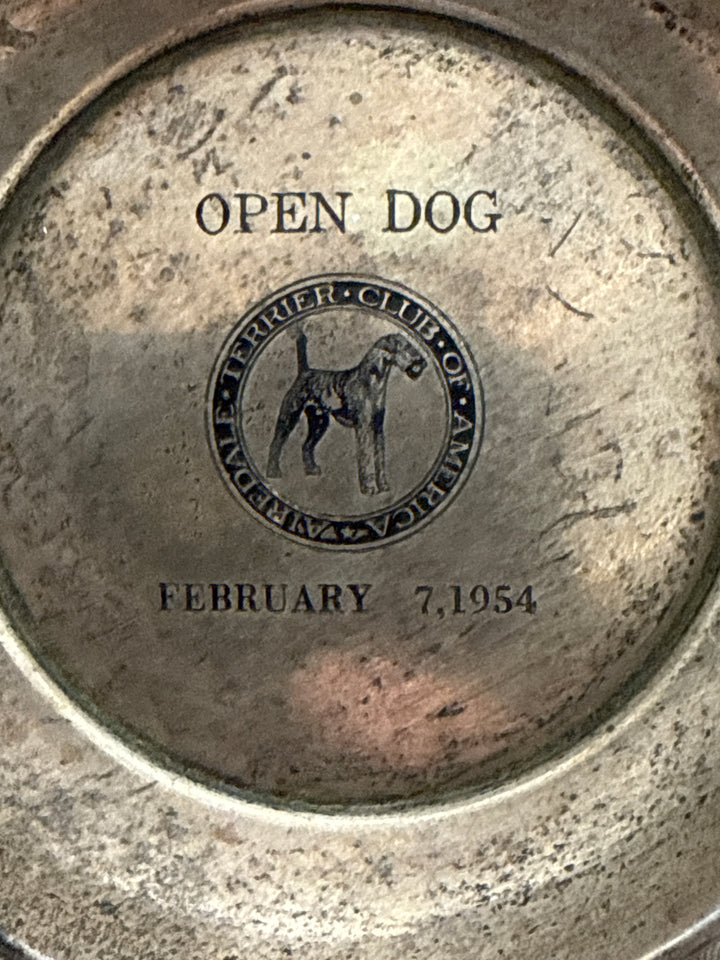 OPEN DOG
AIREDALE · TERRIER · CLUB · OF · AMERICA
FEBRUARY 7,1954